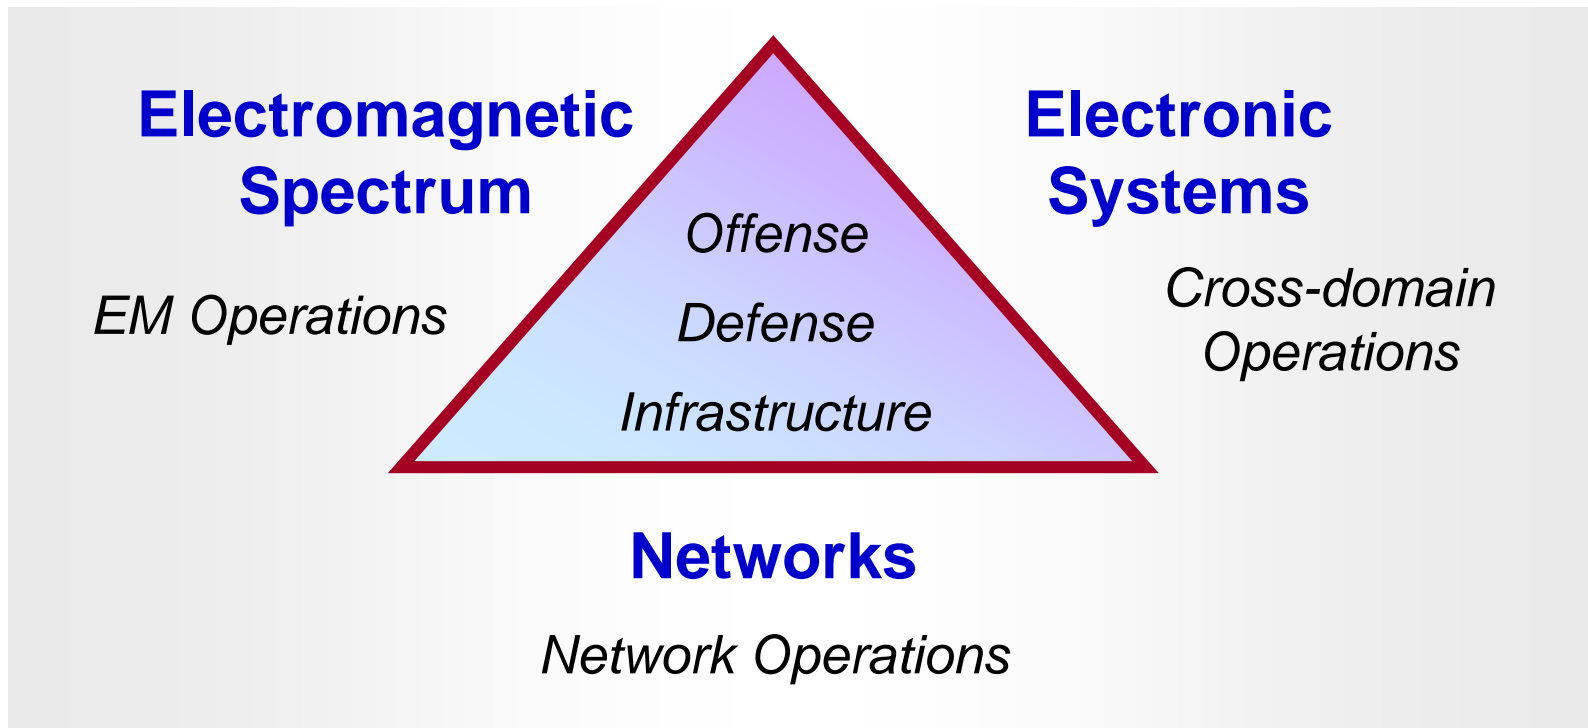 Electromagnetic
Spectrum
EM Operations
Electronic
Systems
Cross-domain
Operations
Offense
Defense
Infrastructure
Networks
Network Operations